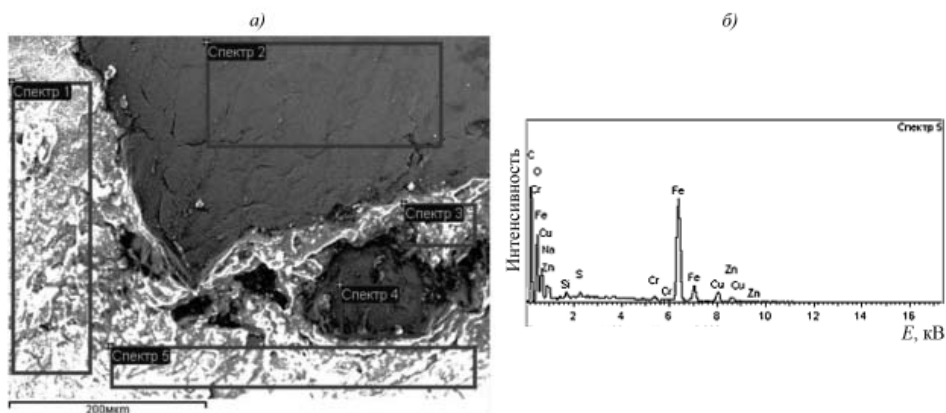 а)
Спектр 2
Спектр 1
Спектр 3
Спектр 4
Спектр 5
200мкm
б)
Спектр 5
Интенсивность
C
O
Cr
Fe
Cu
Na
Zn
Si
S
Cr
Cr
Fe
Fe
Cu
Zn
Cu
Zn
2 4 6 8 10 12 14 16
E, кВ